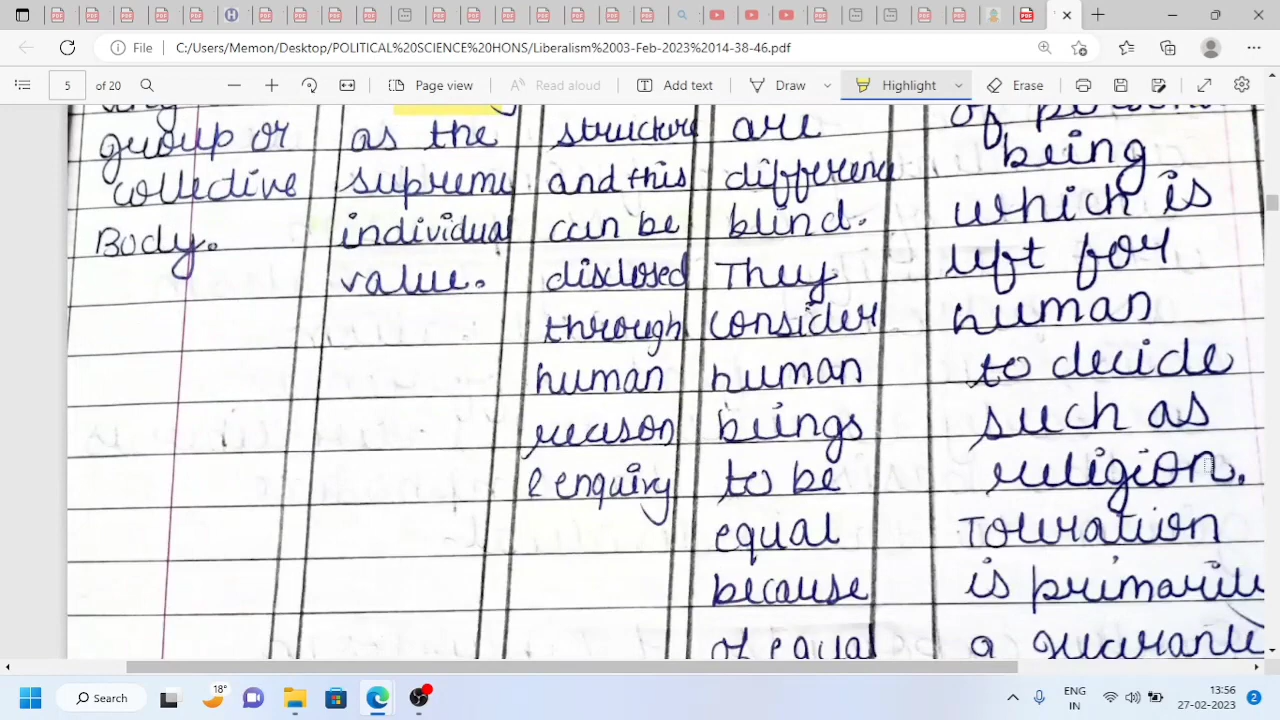 File
C:/Users/Memon/Desktop/POLITICAL%20SCIENCE%20HONS/Liberalism%2003-Feb-2023%2014-38-46.pdf
5 of 20
Page view
Read aloud
Add text
Draw
Highlight
Erase
group or
collective
Body.
as the
supreme
individual
value.
structure
and this
can be
disclosed
through
human
reason
& enquiry
are
difference
blind.
They
consider
human
beings
to be
equal
because
of equal
being
which is
left for
human
to decide
such as
religion.
Toleration
is primarily
a guarantee
Search
18°
ENG
IN
13:56
27-02-2023
2